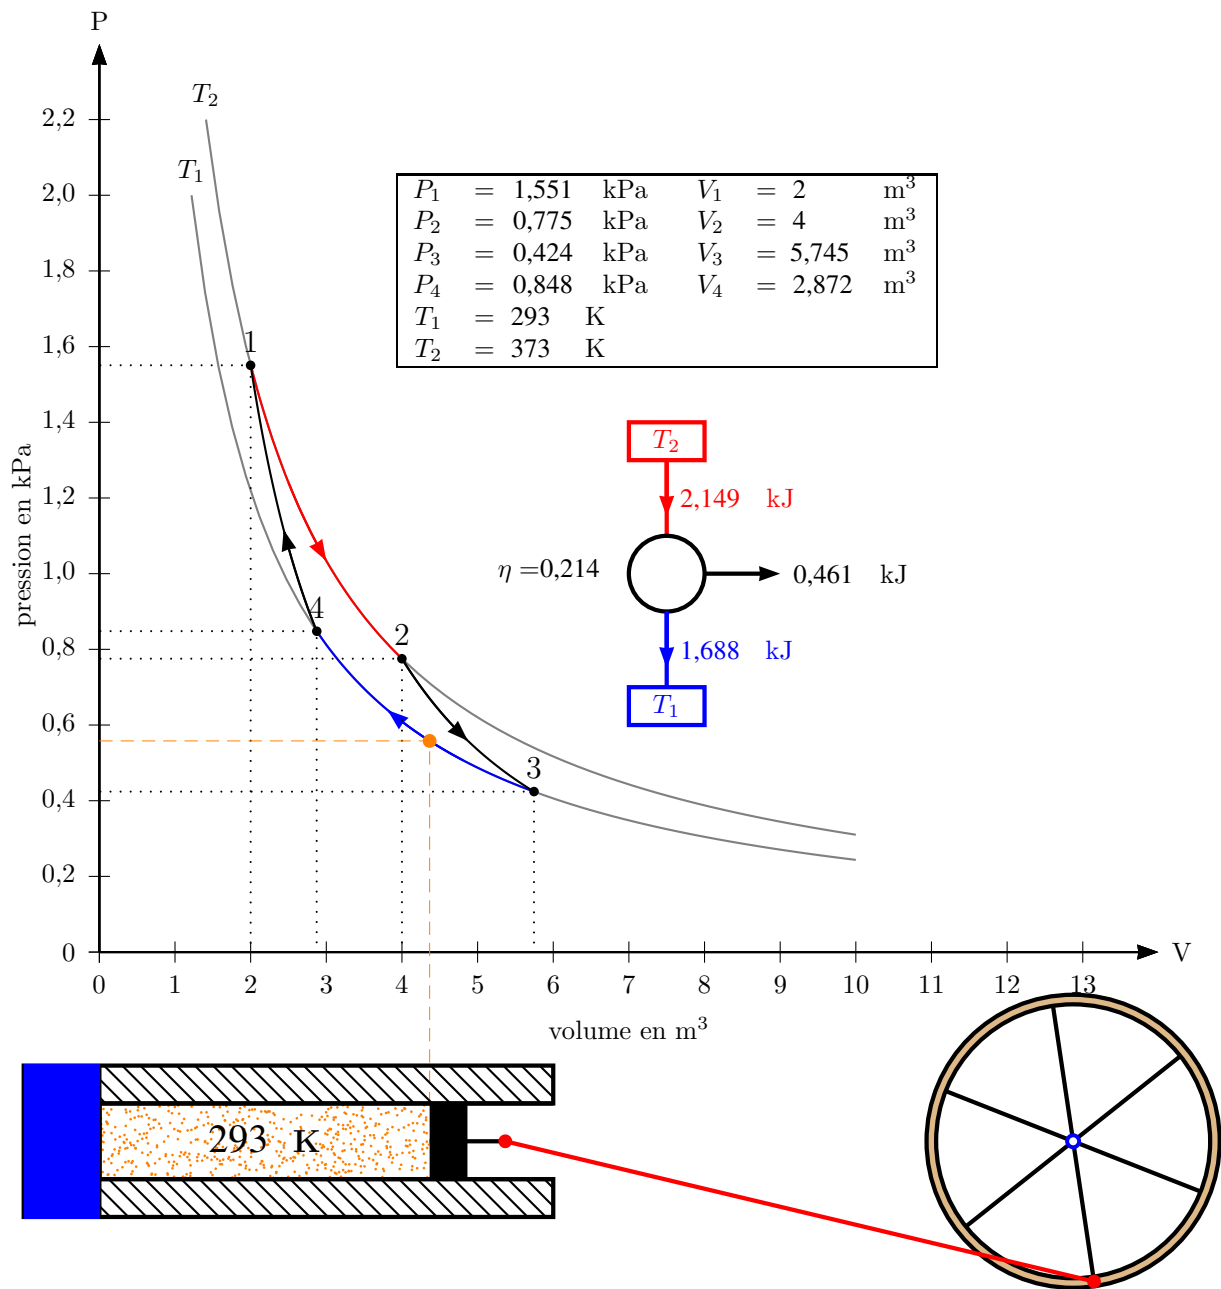 P
T₂
2,2
T₁
2,0
P₁ = 1,551 kPa V₁ = 2 m³
P₂ = 0,775 kPa V₂ = 4 m³
P₃ = 0,424 kPa V₃ = 5,745 m³
P₄ = 0,848 kPa V₄ = 2,872 m³
T₁ = 293 K
T₂ = 373 K
1,8
1,6
1
1,4
T₂
pression en kPa
1,2
2,149 kJ
1,0
η =0,214
0,461 kJ
4
0,8
2
1,688 kJ
T₁
0,6
3
0,4
0,2
0
V
0 1 2 3 4 5 6 7 8 9 10 11 12 13
volume en m³
293 K